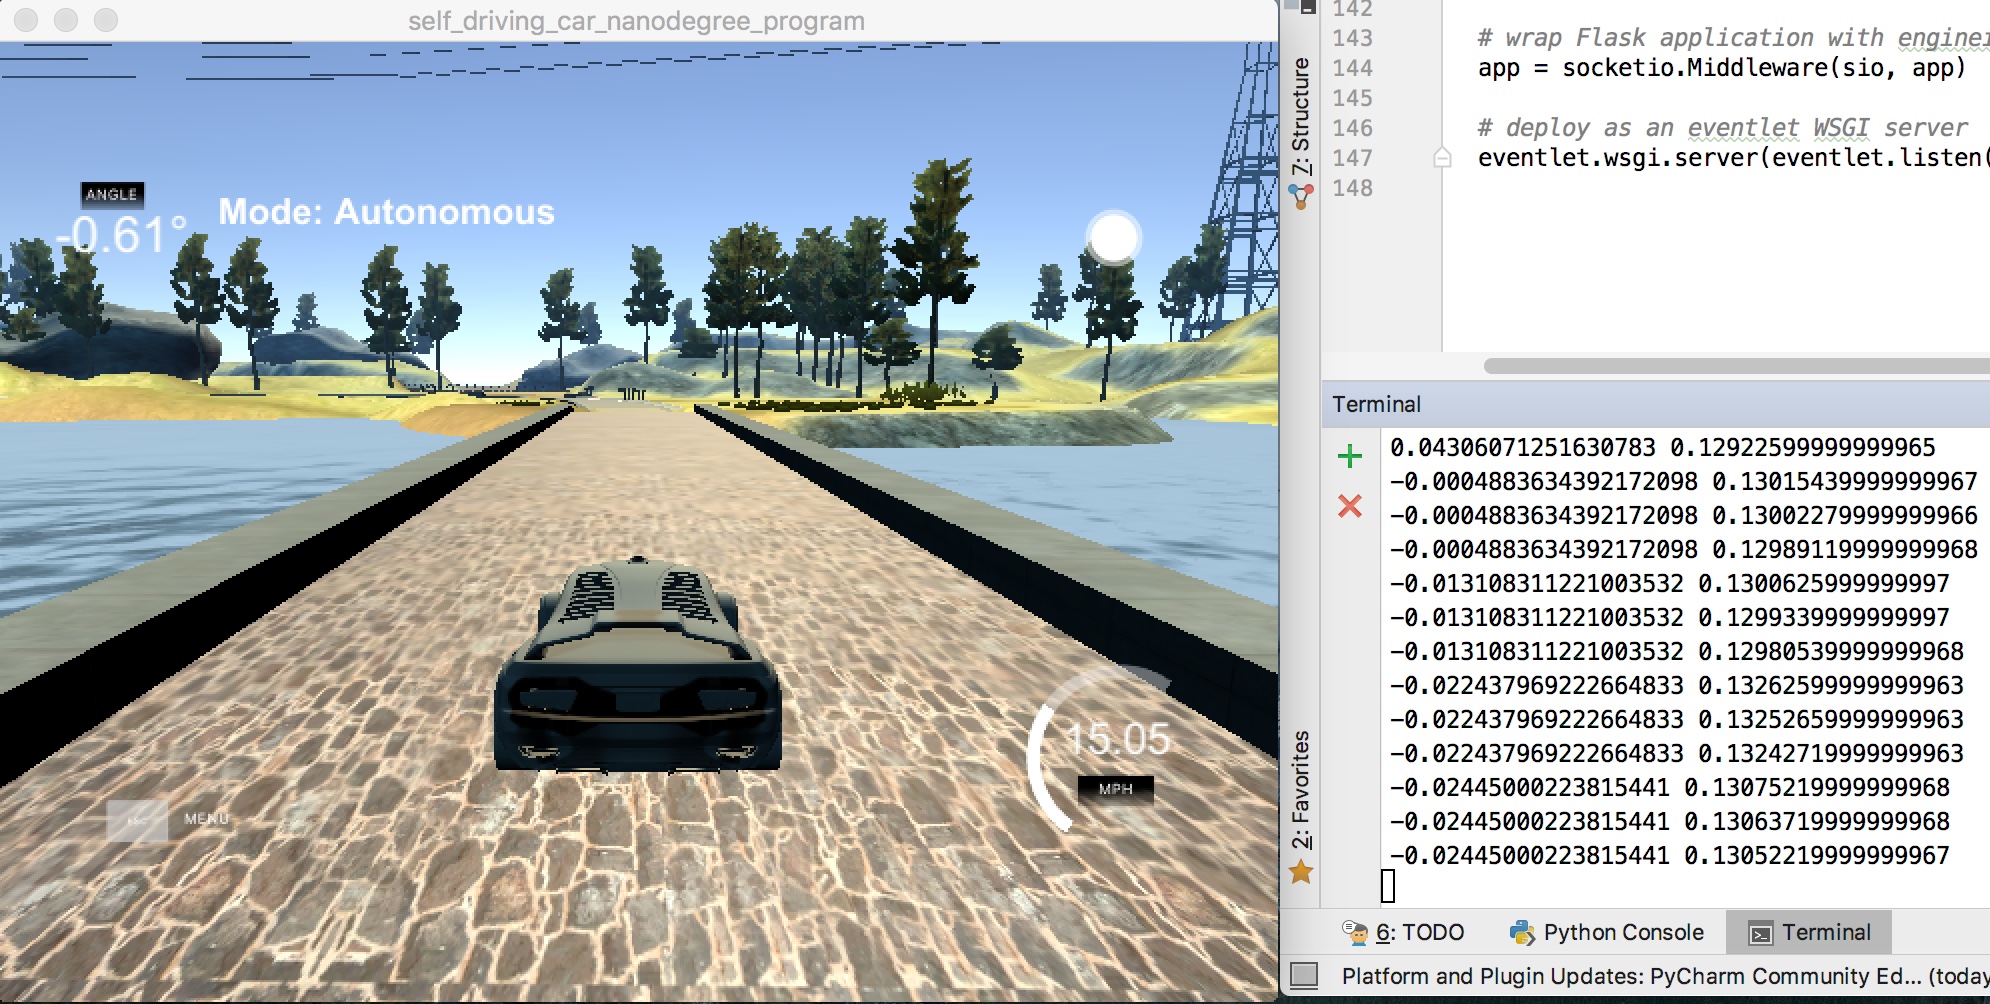 self_driving_car_nanodegree_program
ANGLE
-0.61°
Mode: Autonomous
15.05
MPH
MENU
7: Structure
2: Favorites
142
143 # wrap Flask application with enginei
144 app = socketio.Middleware(sio, app)
145
146 # deploy as an eventlet WSGI server
147 eventlet.wsgi.server(eventlet.listen(
148
Terminal
0.04306071251630783 0.12922599999999965
-0.0004883634392172098 0.13015439999999967
-0.0004883634392172098 0.13002279999999966
-0.0004883634392172098 0.12989119999999968
-0.013108311221003532 0.1300625999999997
-0.013108311221003532 0.1299339999999997
-0.013108311221003532 0.12980539999999968
-0.022437969222664833 0.13262599999999963
-0.022437969222664833 0.13252659999999963
-0.022437969222664833 0.13242719999999963
-0.02445000223815441 0.13075219999999968
-0.02445000223815441 0.13063719999999968
-0.02445000223815441 0.13052219999999967
6: TODO Python Console Terminal
Platform and Plugin Updates: PyCharm Community Ed... (today